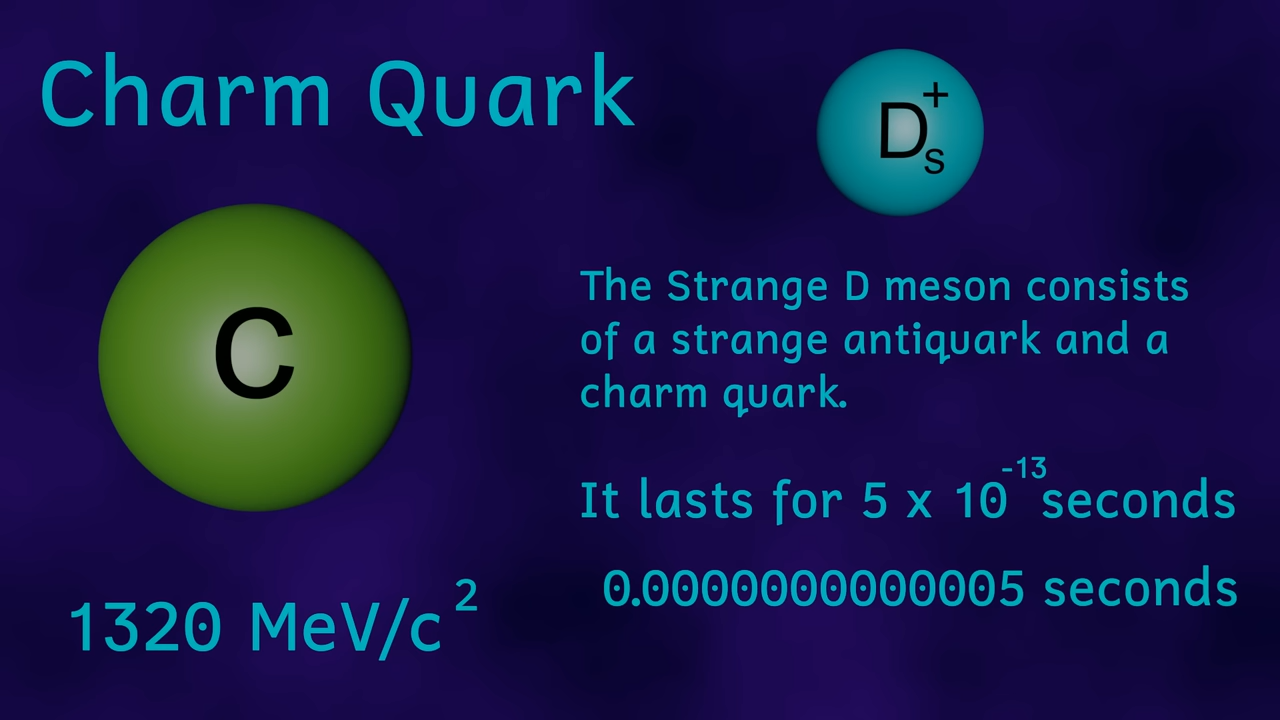 Charm Quark
D+s
C
The Strange D meson consists
of a strange antiquark and a
charm quark.
It lasts for 5 x 10-13 seconds
0.0000000000005 seconds
1320 MeV/c2